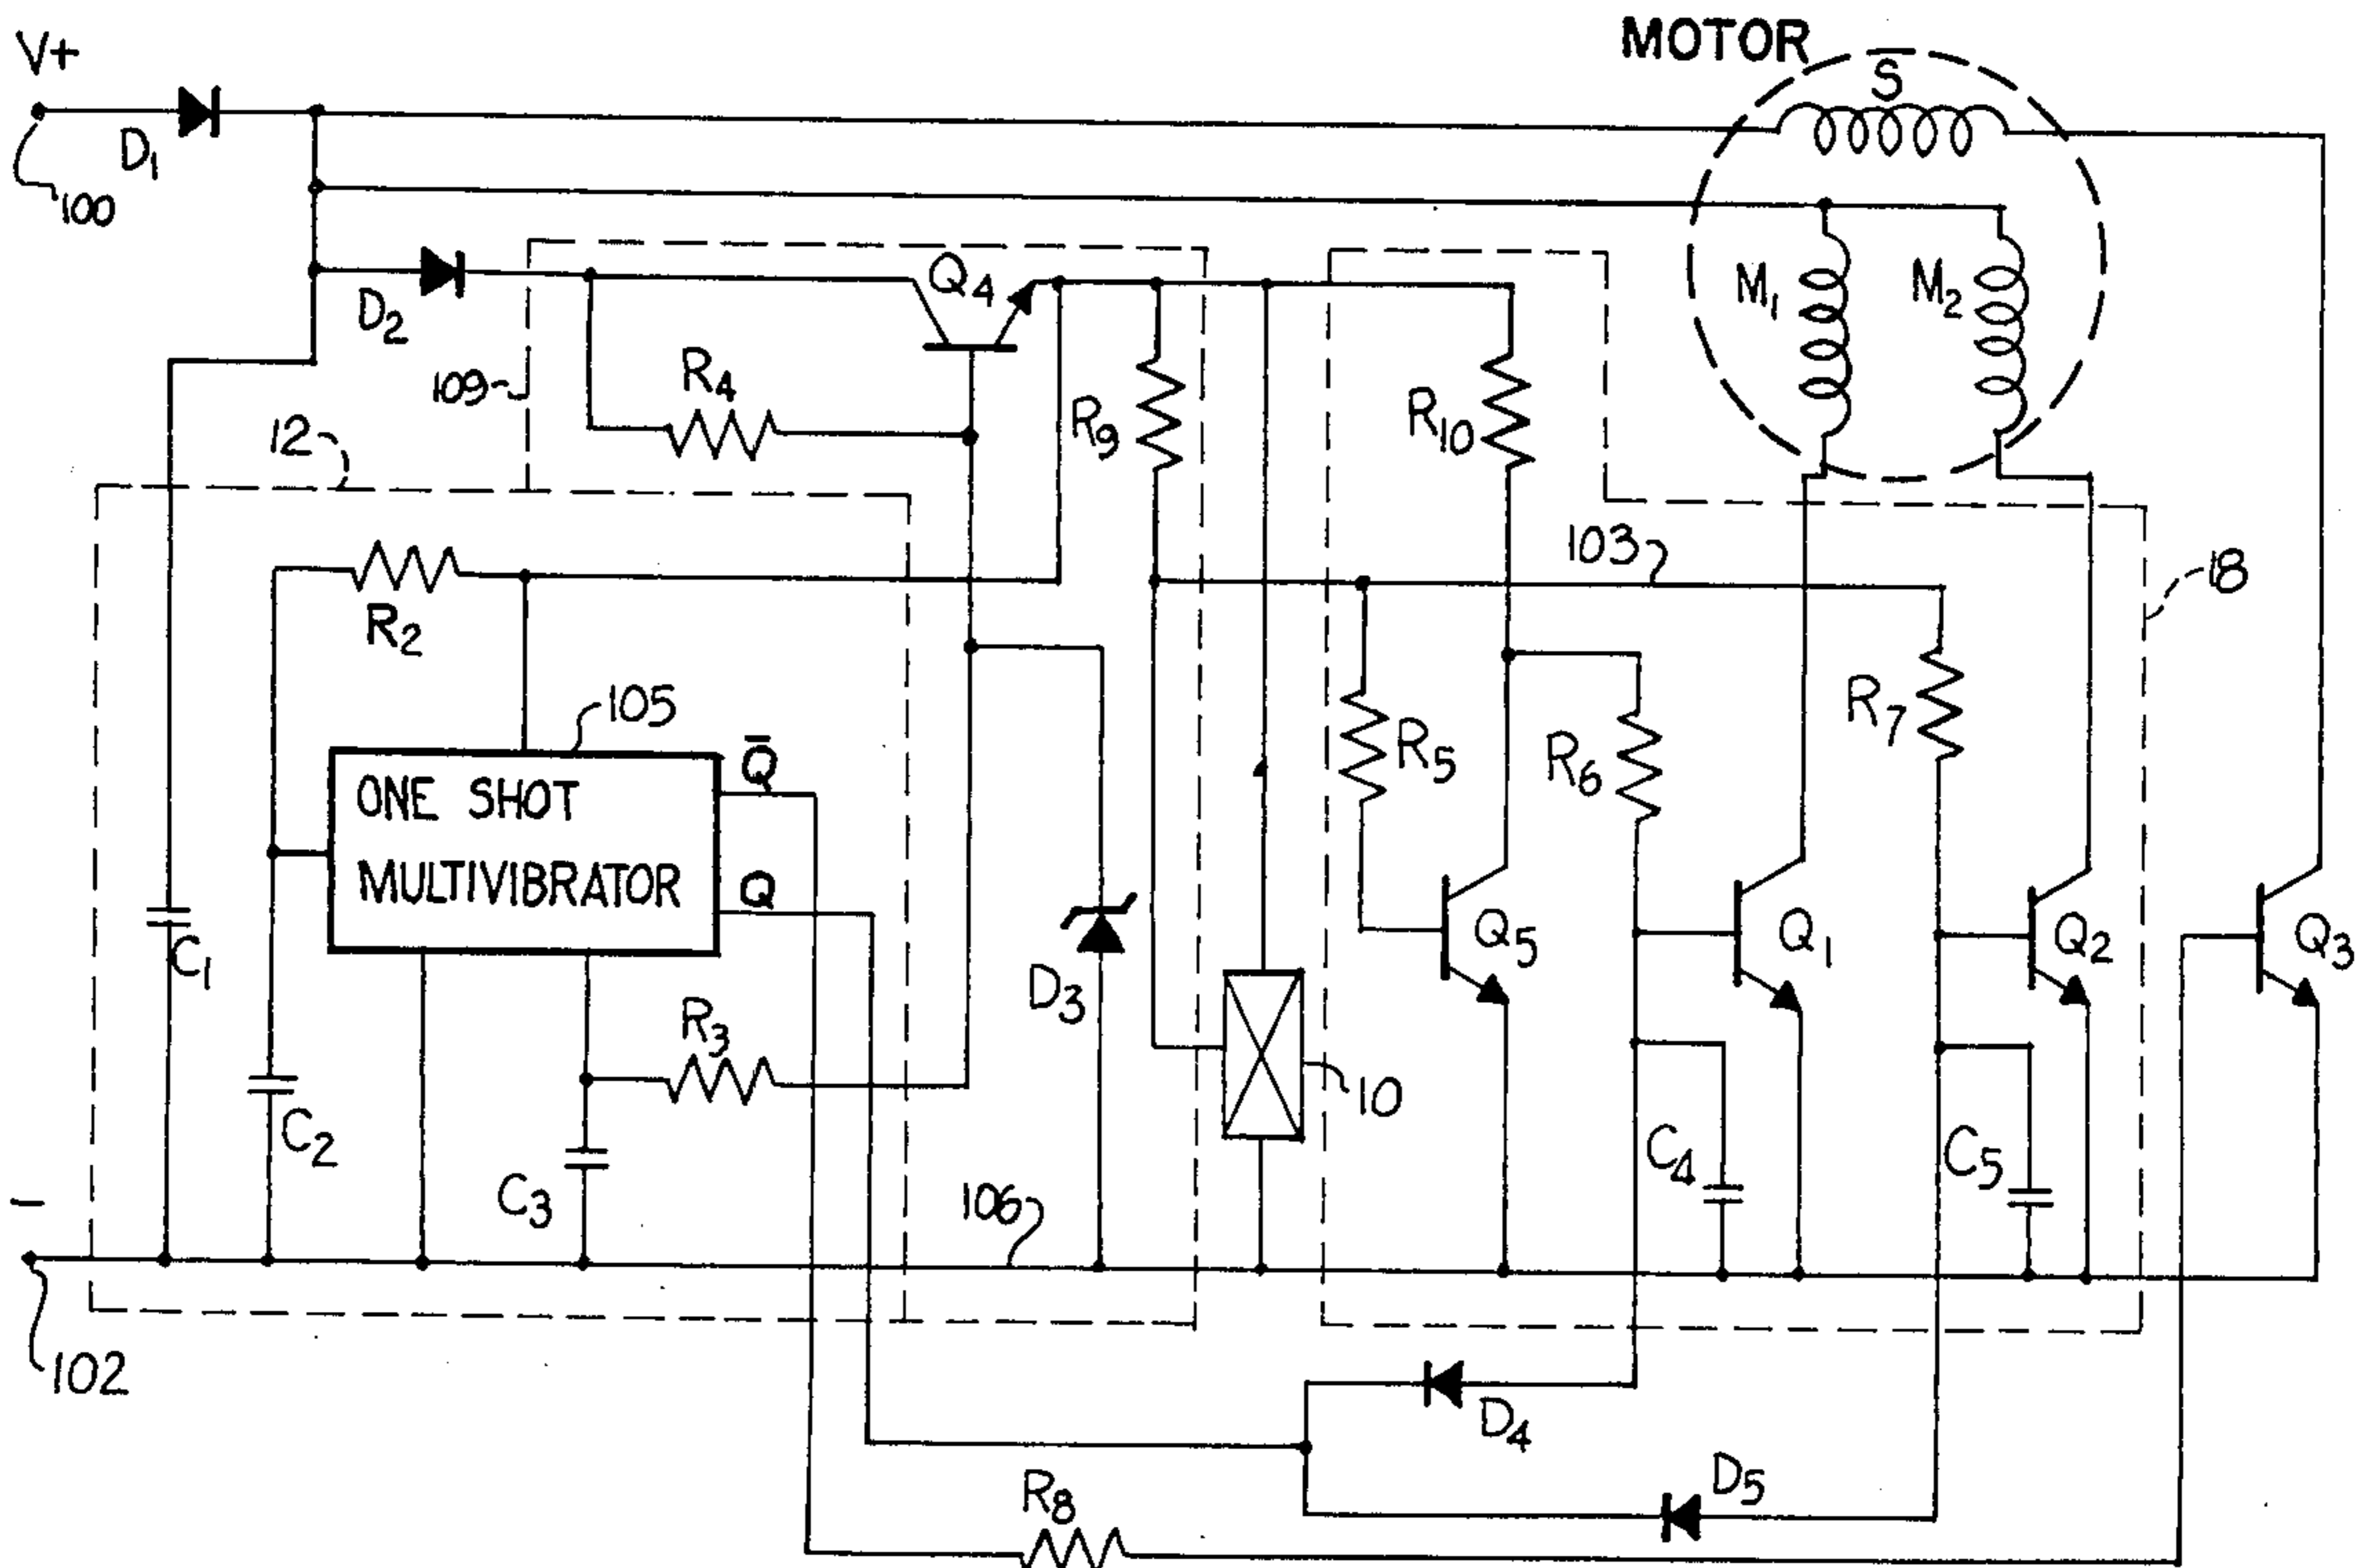 MOTOR
V+
S̅
D1
100
Q4
D2
M1
M2
R4
109
R9
R10
12
103
18
R2
105
R7
Q̅
R5
R6
ONE SHOT
MULTIVIBRATOR
Q
C1
Q5
Q1
Q2
Q3
D3
R3
10
C2
C4
C5
C3
106
–
102
D4
D5
R8